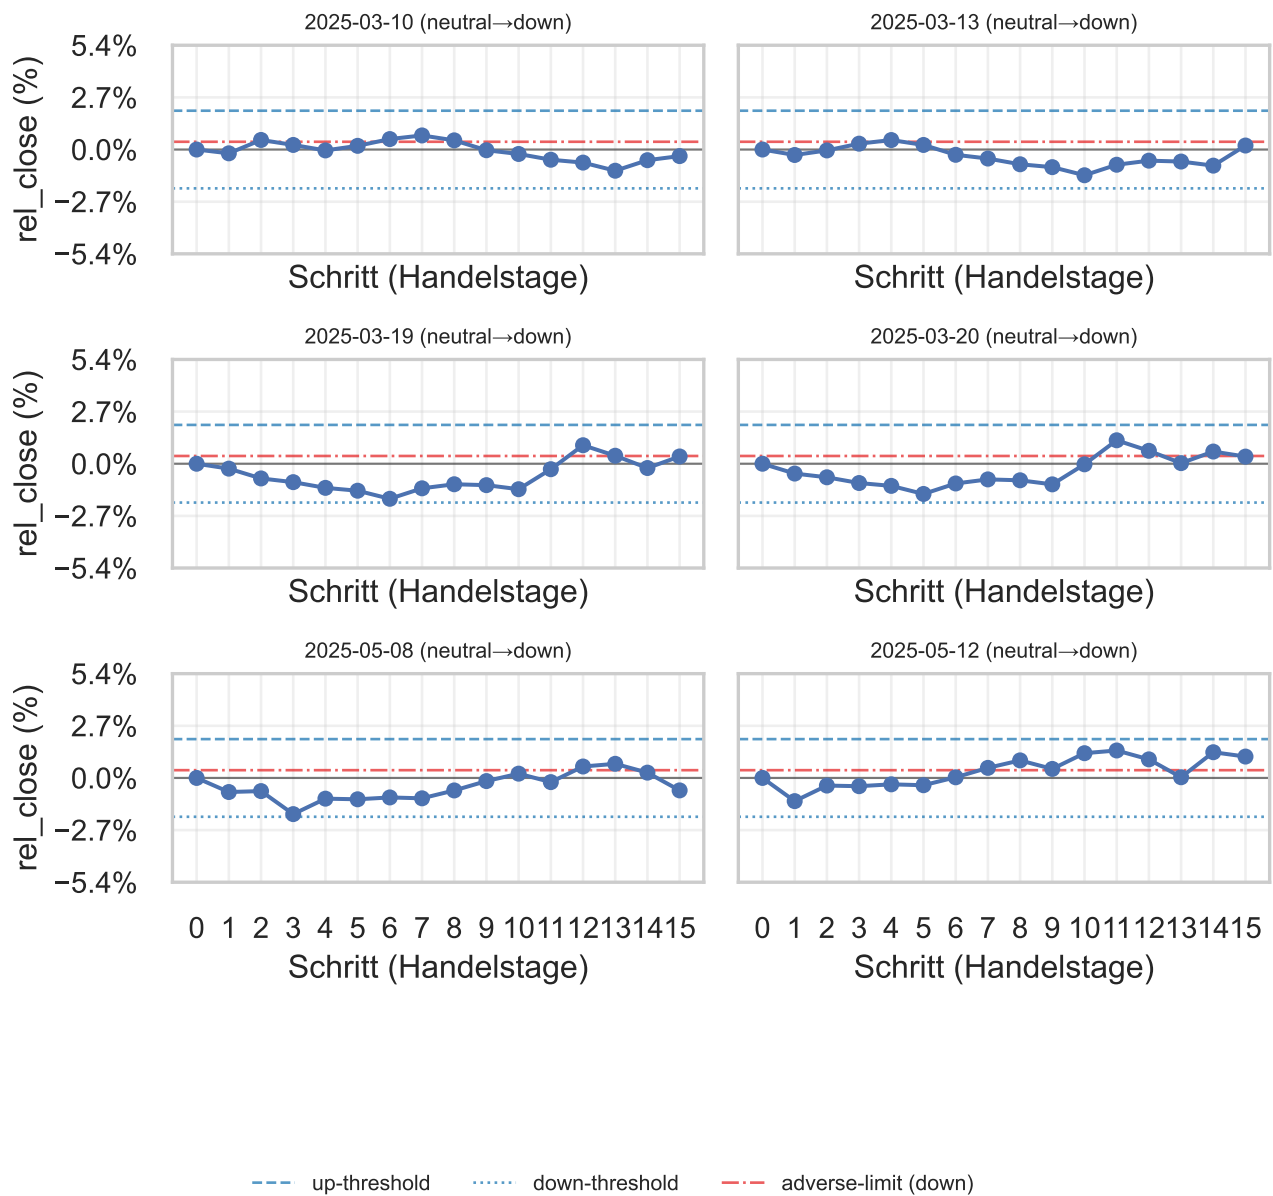 2025-03-10 (neutral→down)
2025-03-13 (neutral→down)
5.4%
2.7%
0.0%
−2.7%
−5.4%
rel_close (%)
Schritt (Handelstage)
Schritt (Handelstage)
2025-03-19 (neutral→down)
2025-03-20 (neutral→down)
5.4%
2.7%
0.0%
−2.7%
−5.4%
rel_close (%)
Schritt (Handelstage)
Schritt (Handelstage)
2025-05-08 (neutral→down)
2025-05-12 (neutral→down)
5.4%
2.7%
0.0%
−2.7%
−5.4%
rel_close (%)
0 1 2 3 4 5 6 7 8 9 10 11 12 13 14 15
0 1 2 3 4 5 6 7 8 9 10 11 12 13 14 15
Schritt (Handelstage)
Schritt (Handelstage)
up-threshold
down-threshold
adverse-limit (down)